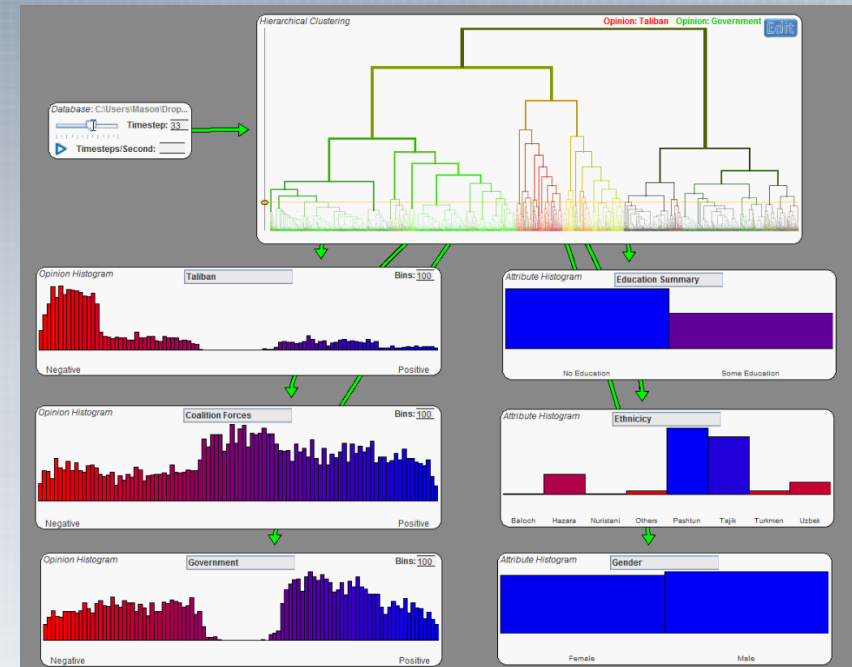 Hierarchical Clustering
Opinion: Taliban Opinion: Government Edit
Database: C:\Users\Mason\Drop...
Timestep: 33
Timesteps/Second:
Opinion Histogram Taliban Bins: 100
Negative Positive
Attribute Histogram Education Summary
No Education Some Education
Opinion Histogram Coalition Forces Bins: 100
Negative Positive
Attribute Histogram Ethnicicy
Baloch Hazara Nuristani Others Pashtun Tajik Turkmen Uzbek
Opinion Histogram Government Bins: 100
Negative Positive
Attribute Histogram Gender
Female Male